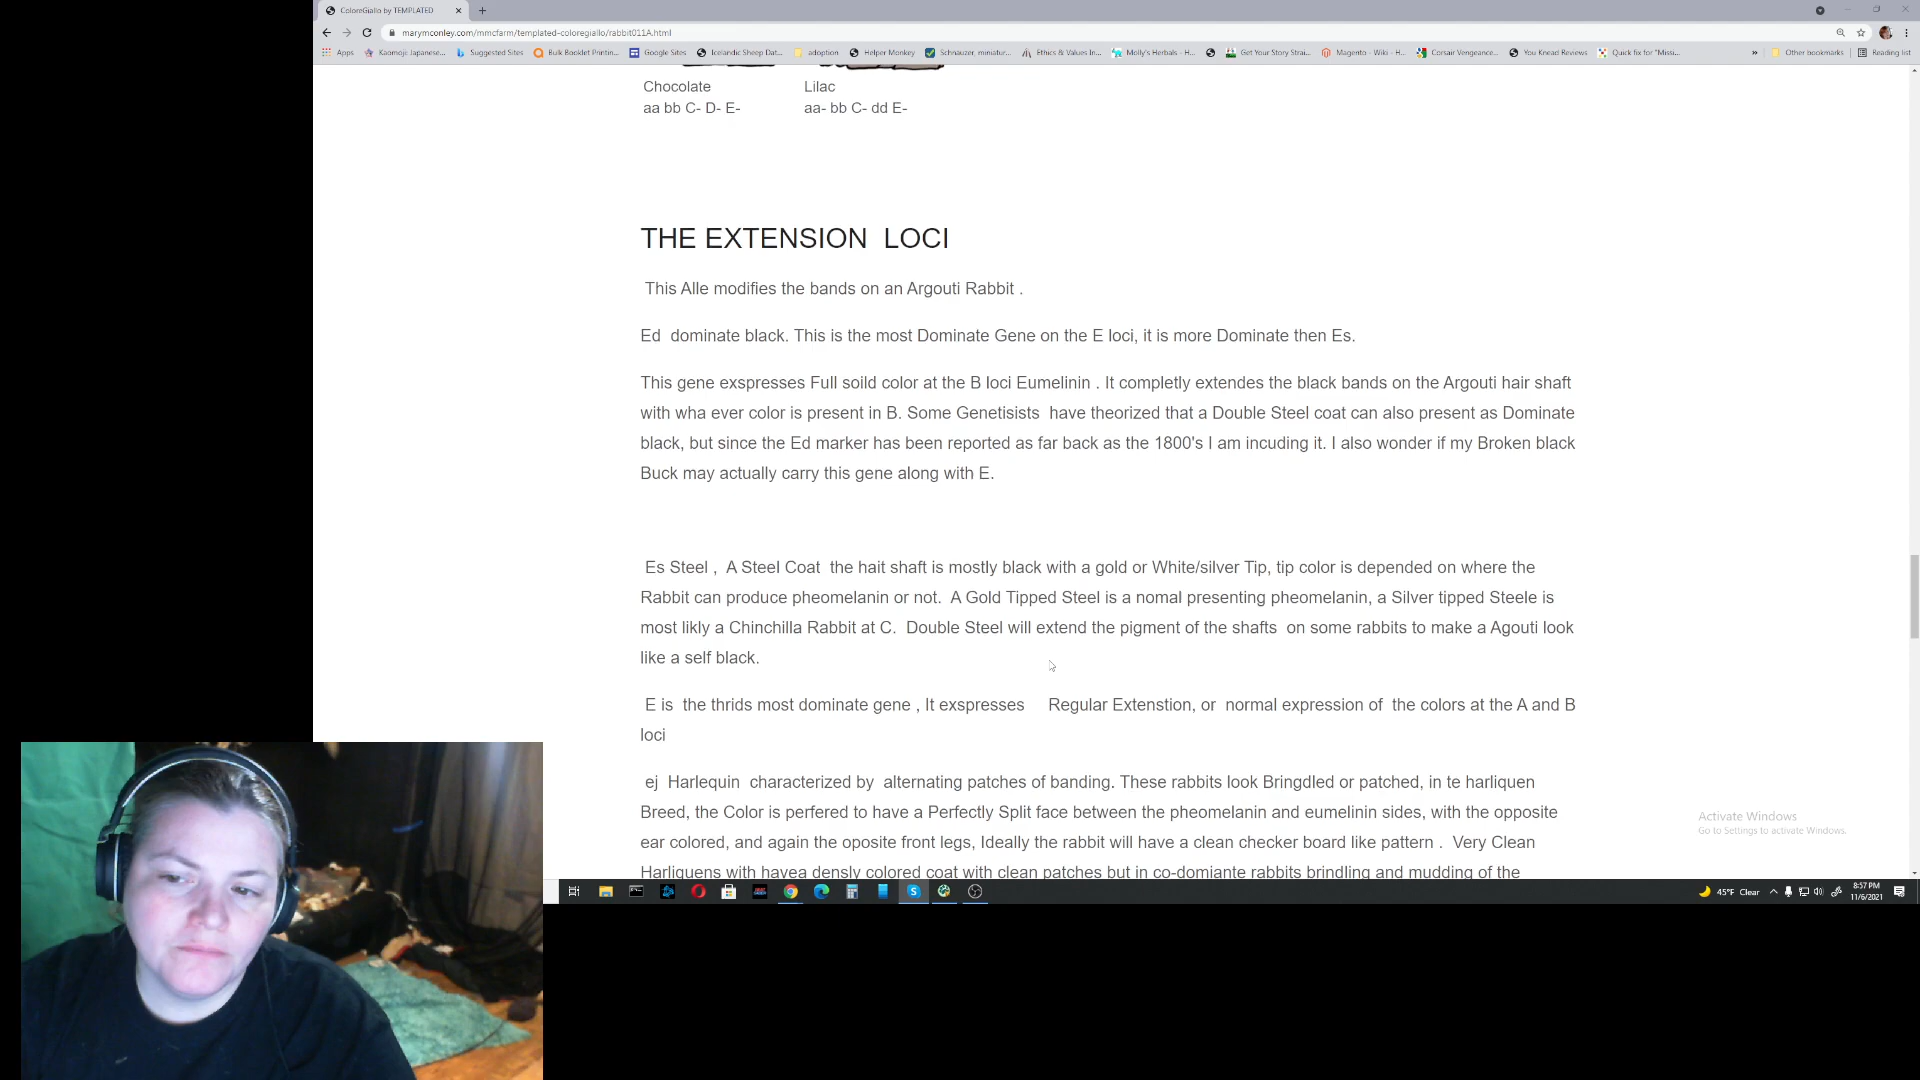 ColoreGiallo by TEMPLATED
marymconley.com/mmcfarm/templated-coloregiallo/rabbit011A.html
Apps Kaomoje Japanese... Suggested Sites Bulk Booklet Printin... Google Sites Icelandic Sheep Dat... adoption Helper Monkey Schnauzer, miniatur... Ethics & Values In... Molly's Herbals - H... Get Your Story Strai... Magento - Wiki - H... Corsair Vengeance... You Knead Reviews Quick fix for "Missi... » Other bookmarks Reading list
Chocolate Lilac
aa bb C- D- E- aa- bb C- dd E-
THE EXTENSION LOCI
This Alle modifies the bands on an Argouti Rabbit .
Ed dominate black. This is the most Dominate Gene on the E loci, it is more Dominate then Es.
This gene exspresses Full soild color at the B loci Eumelinin . It completly extendes the black bands on the Argouti hair shaft
with wha ever color is present in B. Some Genetisists have theorized that a Double Steel coat can also present as Dominate
black, but since the Ed marker has been reported as far back as the 1800's I am incuding it. I also wonder if my Broken black
Buck may actually carry this gene along with E.
Es Steel , A Steel Coat the hait shaft is mostly black with a gold or White/silver Tip, tip color is depended on where the
Rabbit can produce pheomelanin or not. A Gold Tipped Steel is a nomal presenting pheomelanin, a Silver tipped Steele is
most likly a Chinchilla Rabbit at C. Double Steel will extend the pigment of the shafts on some rabbits to make a Agouti look
like a self black.
E is the thrids most dominate gene , It exspresses Regular Extenstion, or normal expression of the colors at the A and B
loci
ej Harlequin characterized by alternating patches of banding. These rabbits look Bringdled or patched, in te harliquen
Breed, the Color is perfered to have a Perfectly Split face between the pheomelanin and eumelinin sides, with the opposite
ear colored, and again the oposite front legs, Ideally the rabbit will have a clean checker board like pattern . Very Clean
Harliquens with havea densly colored coat with clean patches but in co-domiante rabbits brindling and mudding of the
Activate Windows
Go to Settings to activate Windows.
45°F Clear
8:57 PM
11/6/2021